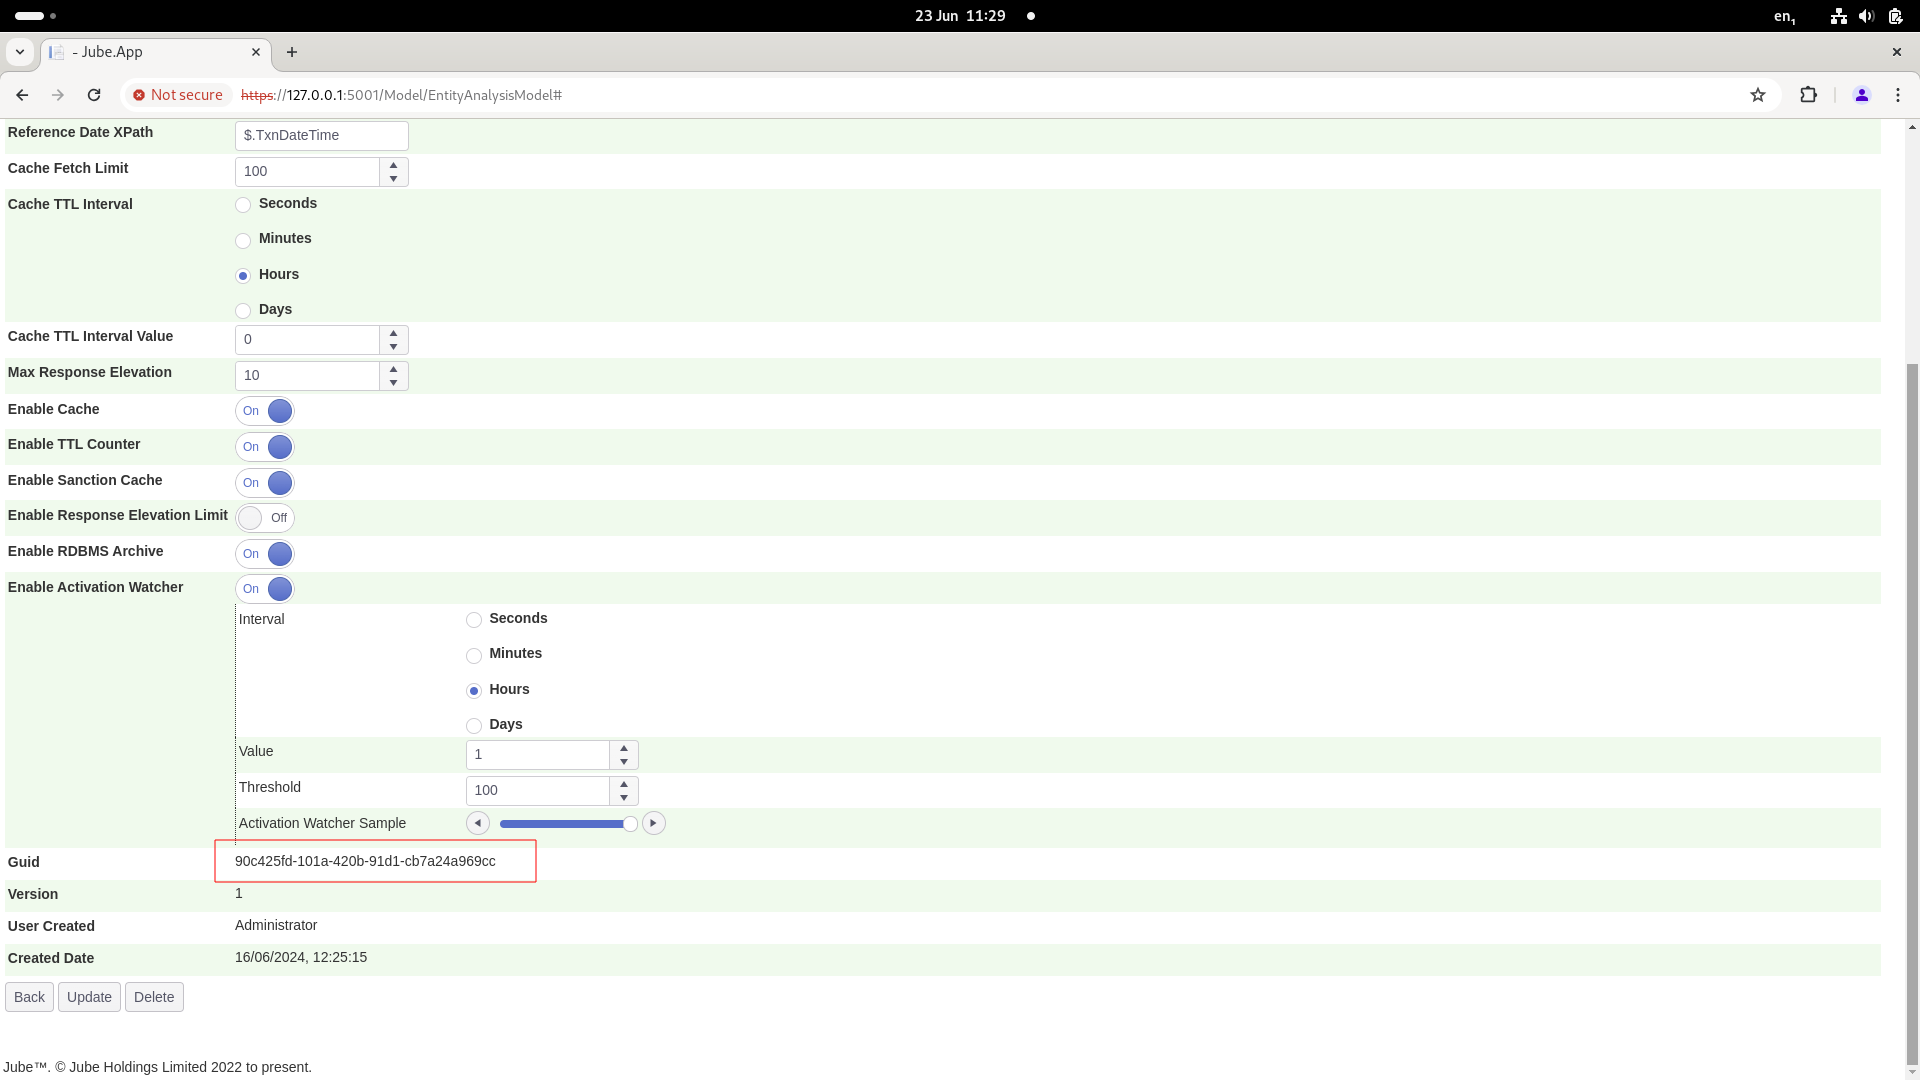 23 Jun 11:29
en1
- Jube.App
Not secure
https://127.0.0.1:5001/Model/EntityAnalysisModel#
Reference Date XPath $.TxnDateTime
Cache Fetch Limit 100
Cache TTL Interval Seconds
Minutes
Hours
Days
Cache TTL Interval Value 0
Max Response Elevation 10
Enable Cache On
Enable TTL Counter On
Enable Sanction Cache On
Enable Response Elevation Limit Off
Enable RDBMS Archive On
Enable Activation Watcher On
Interval Seconds
Minutes
Hours
Days
Value 1
Threshold 100
Activation Watcher Sample
Guid 90c425fd-101a-420b-91d1-cb7a24a969cc
Version 1
User Created Administrator
Created Date 16/06/2024, 12:25:15
Back Update Delete
Jube™. © Jube Holdings Limited 2022 to present.